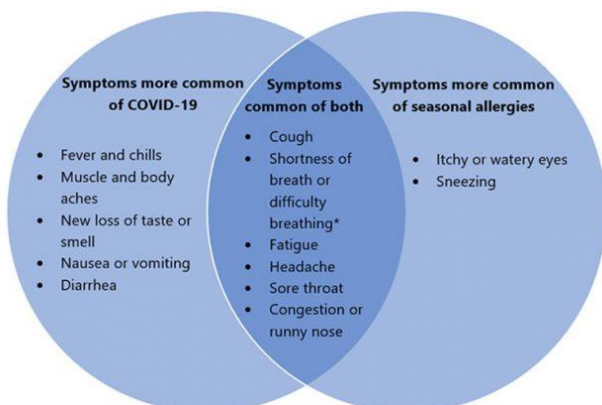 Symptoms more common
of COVID-19
• Fever and chills
• Muscle and body
aches
• New loss of taste or
smell
• Nausea or vomiting
• Diarrhea
Symptoms
common of both
• Cough
• Shortness of
breath or
difficulty
breathing*
• Fatigue
• Headache
• Sore throat
• Congestion or
runny nose
Symptoms more common
of seasonal allergies
• Itchy or watery eyes
• Sneezing